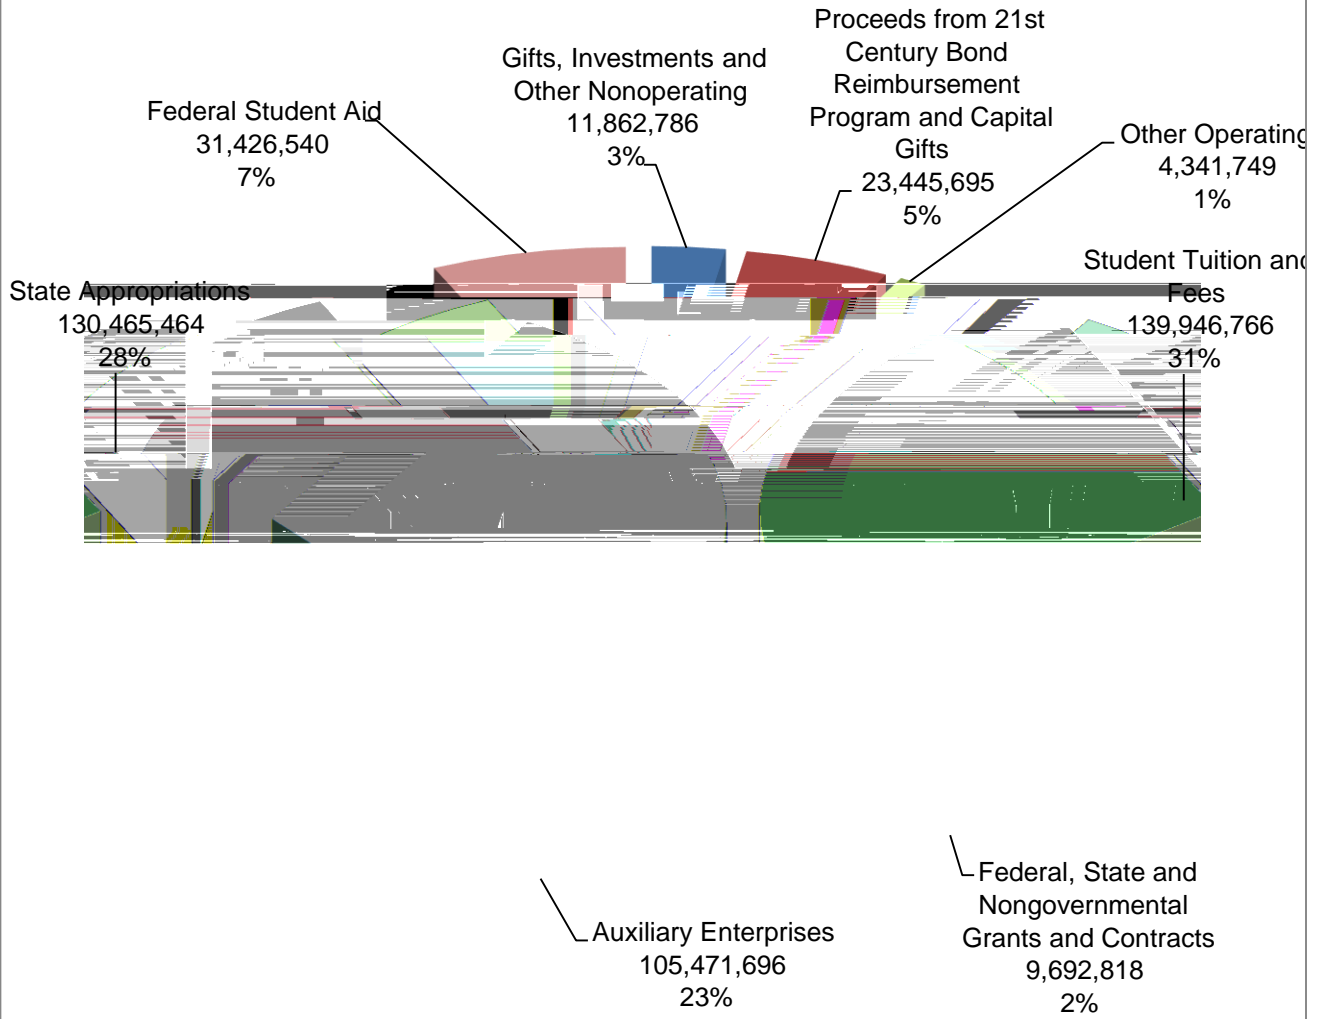 Proceeds from 21st
Century Bond
Reimbursement
Program and Capital
Gifts
23,445,695
5%
Gifts, Investments and
Other Nonoperating
11,862,786
3%
Federal Student Aid
31,426,540
7%
Other Operating
4,341,749
1%
Student Tuition and
Fees
139,946,766
31%
State Appropriations
130,465,464
28%
Federal, State and
Nongovernmental
Grants and Contracts
9,692,818
2%
Auxiliary Enterprises
105,471,696
23%